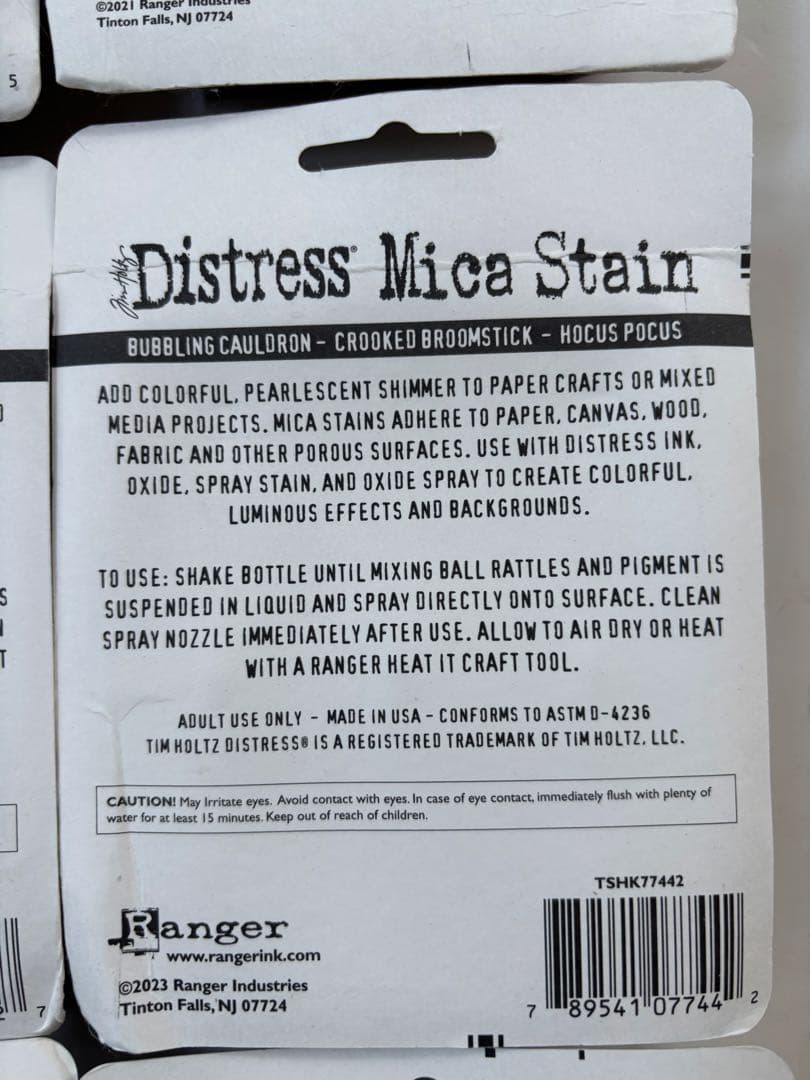 ©2021 Ranger Industries
Tinton Falls, NJ 07724
5
Tim Holtz
Distress® Mica Stain
BUBBLING CAULDRON - CROOKED BROOMSTICK - HOCUS POCUS
ADD COLORFUL, PEARLESCENT SHIMMER TO PAPER CRAFTS OR MIXED
MEDIA PROJECTS. MICA STAINS ADHERE TO PAPER, CANVAS, WOOD,
FABRIC AND OTHER POROUS SURFACES. USE WITH DISTRESS INK,
OXIDE, SPRAY STAIN, AND OXIDE SPRAY TO CREATE COLORFUL,
LUMINOUS EFFECTS AND BACKGROUNDS.
TO USE: SHAKE BOTTLE UNTIL MIXING BALL RATTLES AND PIGMENT IS
SUSPENDED IN LIQUID AND SPRAY DIRECTLY ONTO SURFACE. CLEAN
SPRAY NOZZLE IMMEDIATELY AFTER USE. ALLOW TO AIR DRY OR HEAT
WITH A RANGER HEAT IT CRAFT TOOL.
ADULT USE ONLY - MADE IN USA - CONFORMS TO ASTM D-4236
TIM HOLTZ DISTRESS® IS A REGISTERED TRADEMARK OF TIM HOLTZ, LLC.
CAUTION! May Irritate eyes. Avoid contact with eyes. In case of eye contact, immediately flush with plenty of
water for at least 15 minutes. Keep out of reach of children.
TSHK77442
Ranger
www.rangerink.com
©2023 Ranger Industries
Tinton Falls, NJ 07724
7 89541 07744 2
7